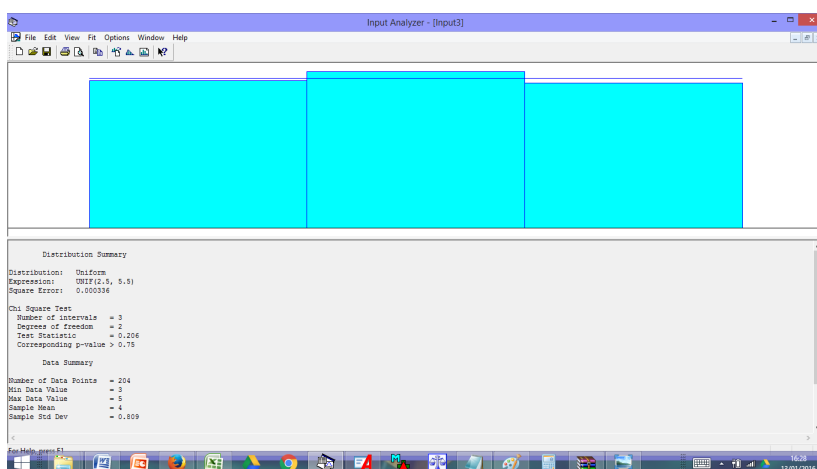 Input Analyzer - [Input3]
File Edit View Fit Options Window Help
Distribution Summary
Distribution: Uniform
Expression: UNIF(2.5, 5.5)
Square Error: 0.000336
Chi Square Test
Number of intervals = 3
Degrees of freedom = 2
Test Statistic = 0.206
Corresponding p-value > 0.75
Data Summary
Number of Data Points = 204
Min Data Value = 3
Max Data Value = 5
Sample Mean = 4
Sample Std Dev = 0.809
For Help, press F1
16:28